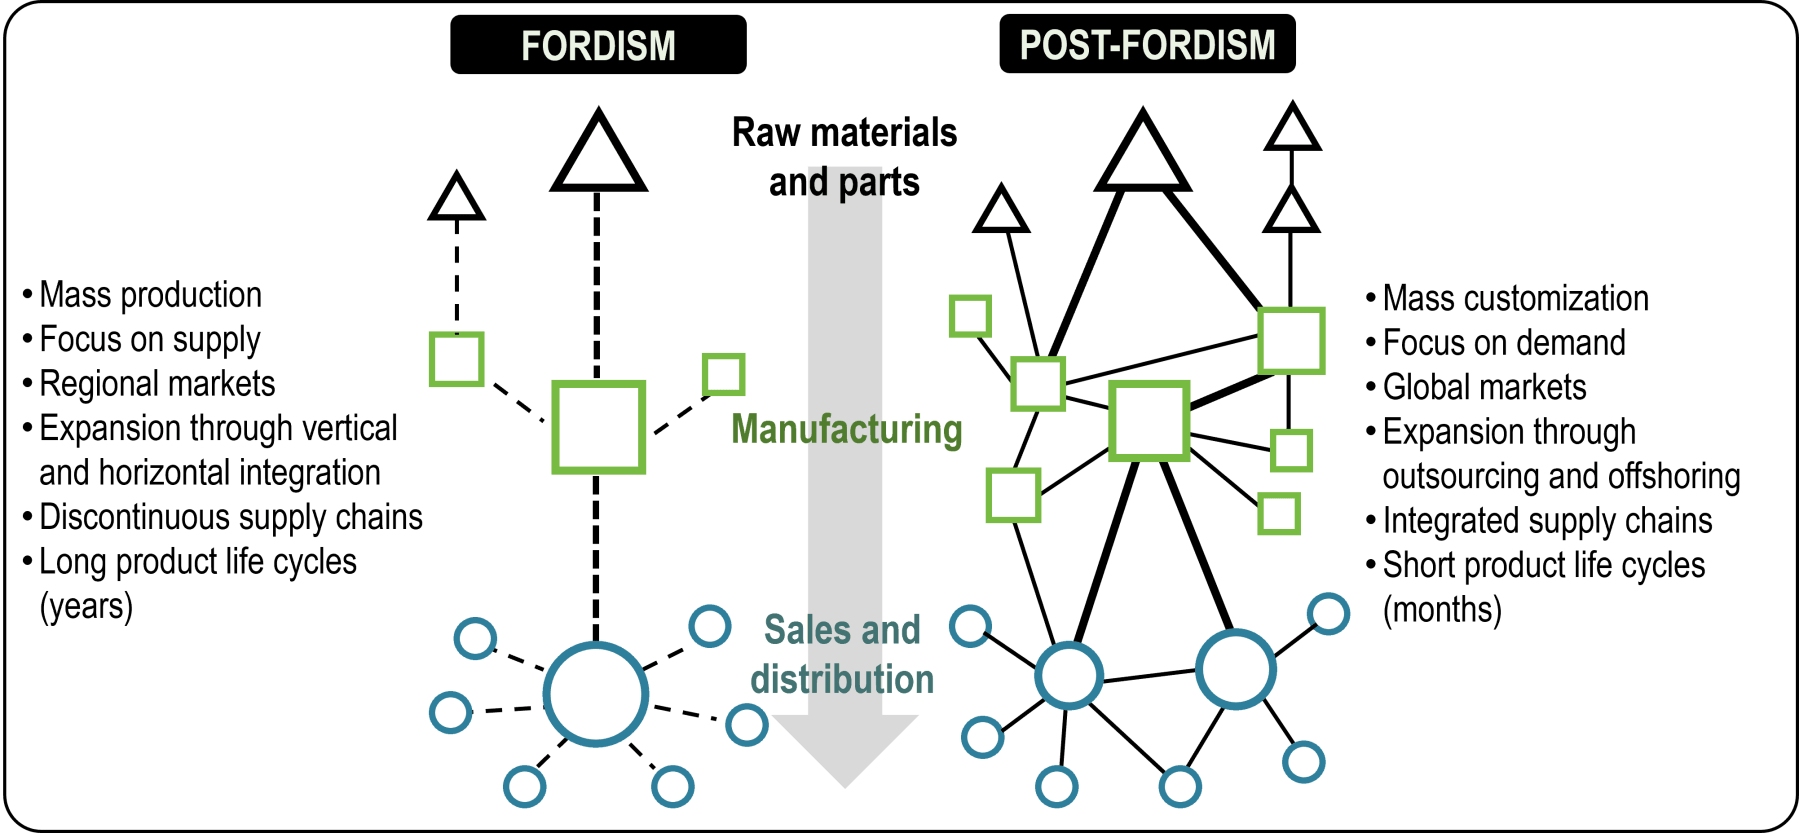 FORDISM
POST-FORDISM
Raw materials
and parts
Manufacturing
Sales and
distribution
• Mass production
• Focus on supply
• Regional markets
• Expansion through vertical
and horizontal integration
• Discontinuous supply chains
• Long product life cycles
(years)
• Mass customization
• Focus on demand
• Global markets
• Expansion through
outsourcing and offshoring
• Integrated supply chains
• Short product life cycles
(months)